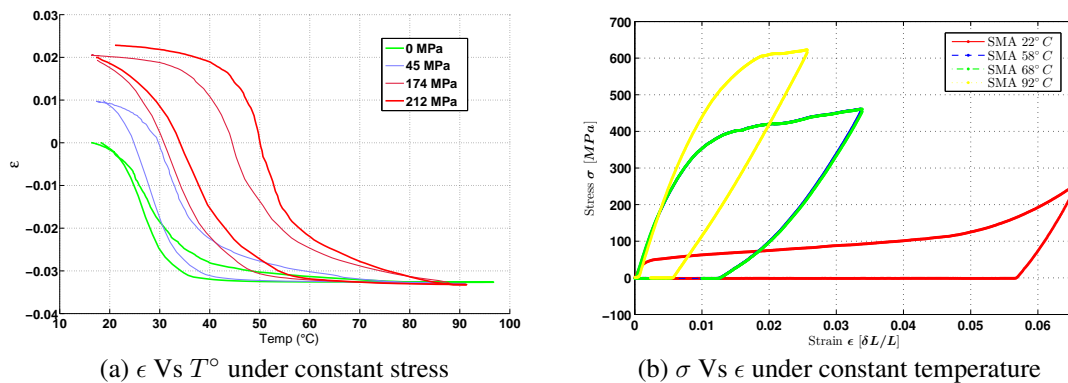 0.03
0.02
0.01
0
−0.01
−0.02
−0.03
−0.04
ε
10 20 30 40 50 60 70 80 90 100
Temp (°C)
0 MPa
45 MPa
174 MPa
212 MPa
(a) ϵ Vs T° under constant stress
700
600
500
400
300
200
100
0
−100
Stress σ [MPa]
0 0.01 0.02 0.03 0.04 0.05 0.06
Strain ϵ [δL/L]
SMA 22° C
SMA 58° C
SMA 68° C
SMA 92° C
(b) σ Vs ϵ under constant temperature